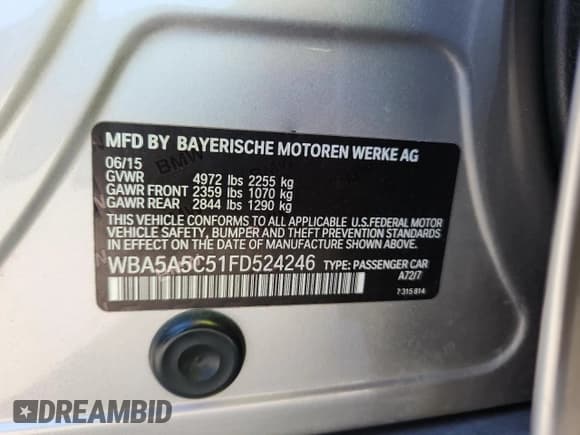 MFD BY BAYERISCHE MOTOREN WERKE AG
06/15
GVWR 4972 lbs 2255 kg
GAWR FRONT 2359 lbs 1070 kg
GAWR REAR 2844 lbs 1290 kg
THIS VEHICLE CONFORMS TO ALL APPLICABLE U.S.FEDERAL MOTOR
VEHICLE SAFETY, BUMPER AND THEFT PREVENTION STANDARDS
IN EFFECT ON THE DATE OF MANUFACTURE SHOWN ABOVE.
WBA5A5C51FD524246 TYPE: PASSENGER CAR
A72/7
7 315 814
DREAMBID